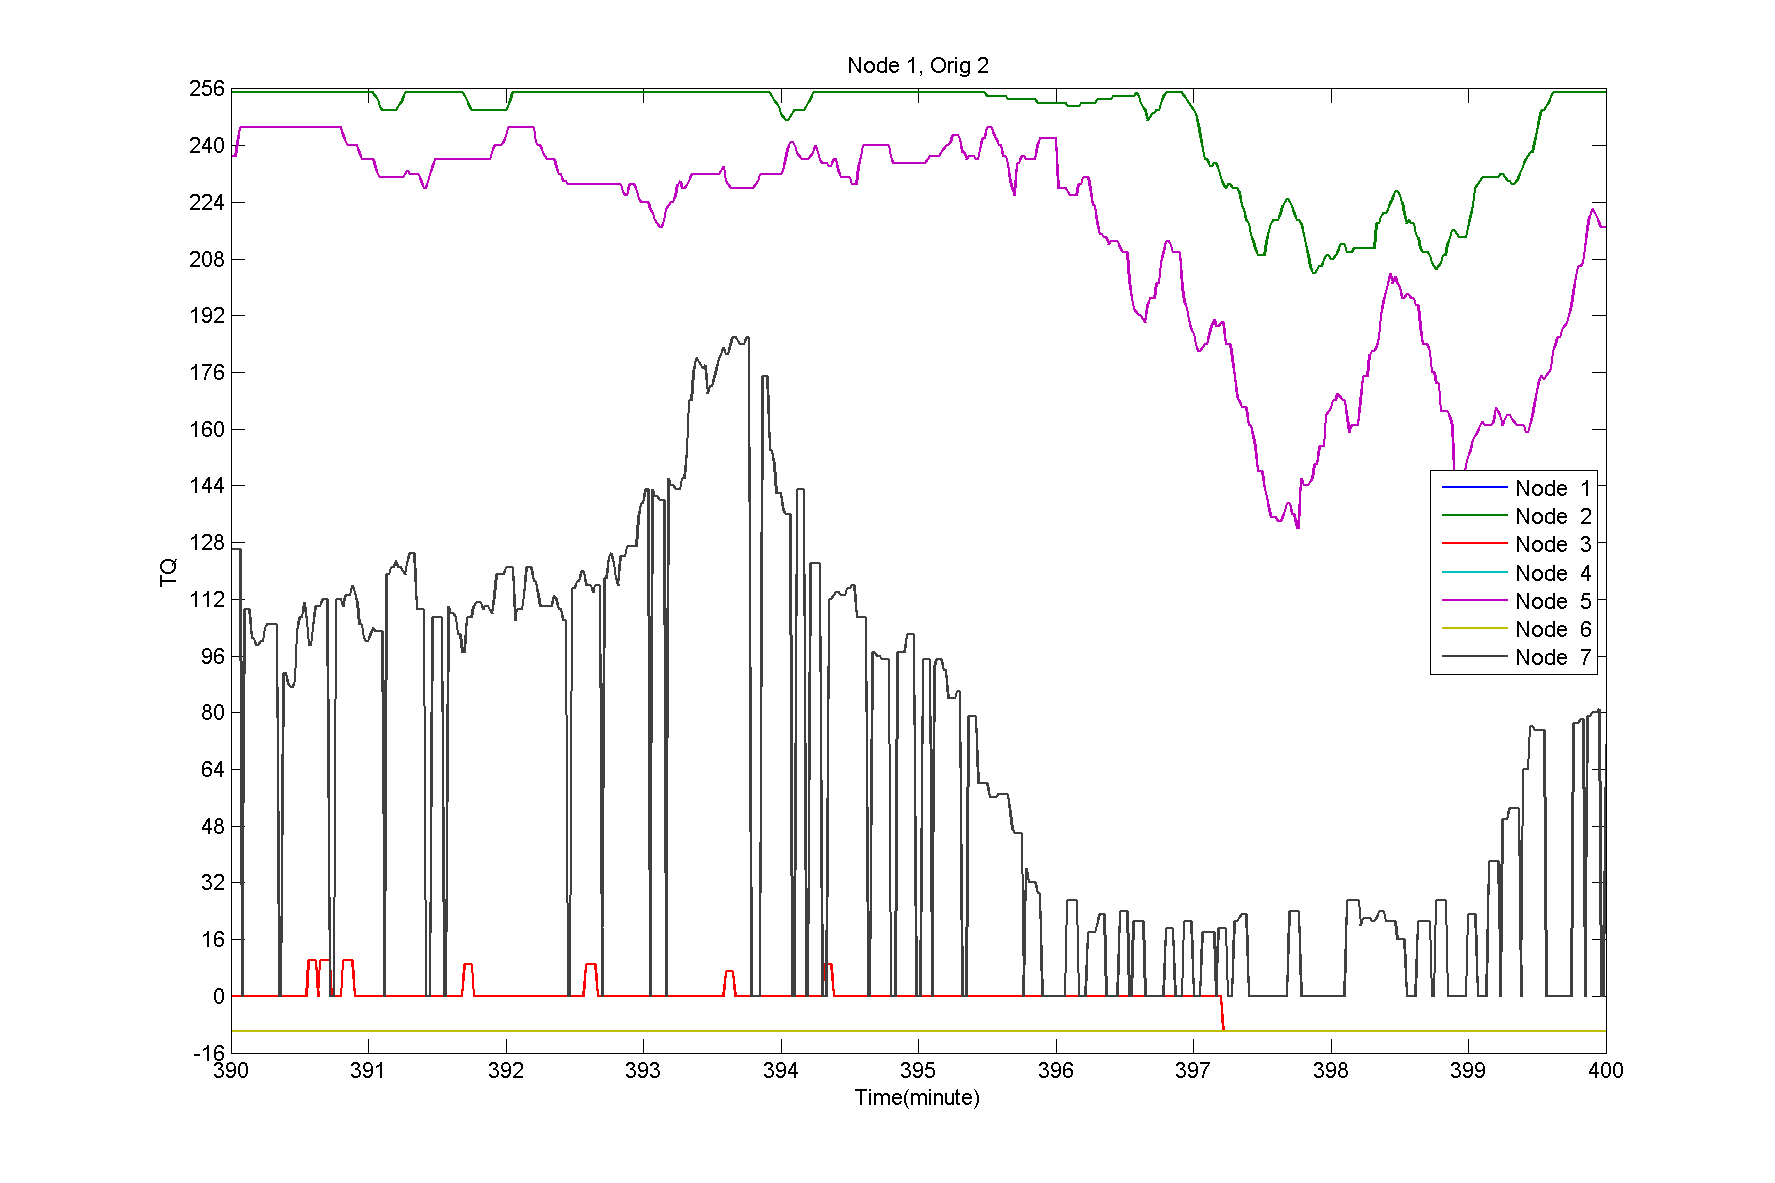 Node 1, Orig 2
256
240
224
208
192
176
160
144
128
112
96
80
64
48
32
16
0
-16
TQ
Node 1
Node 2
Node 3
Node 4
Node 5
Node 6
Node 7
390 391 392 393 394 395 396 397 398 399 400
Time(minute)